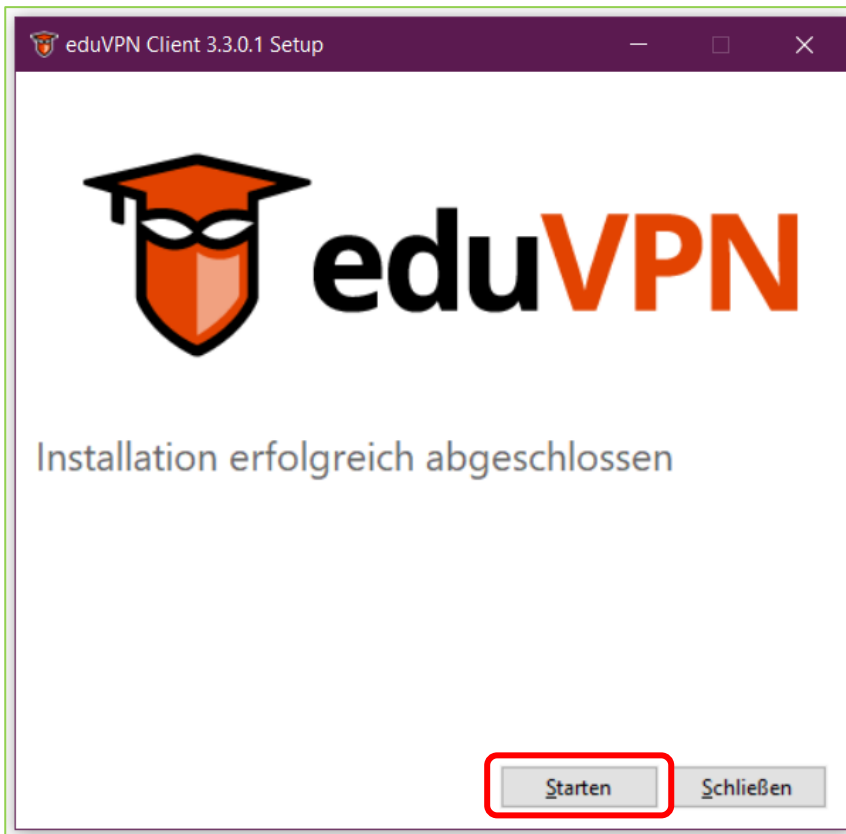 eduVPN Client 3.3.0.1 Setup
eduVPN
Installation erfolgreich abgeschlossen
Starten Schließen